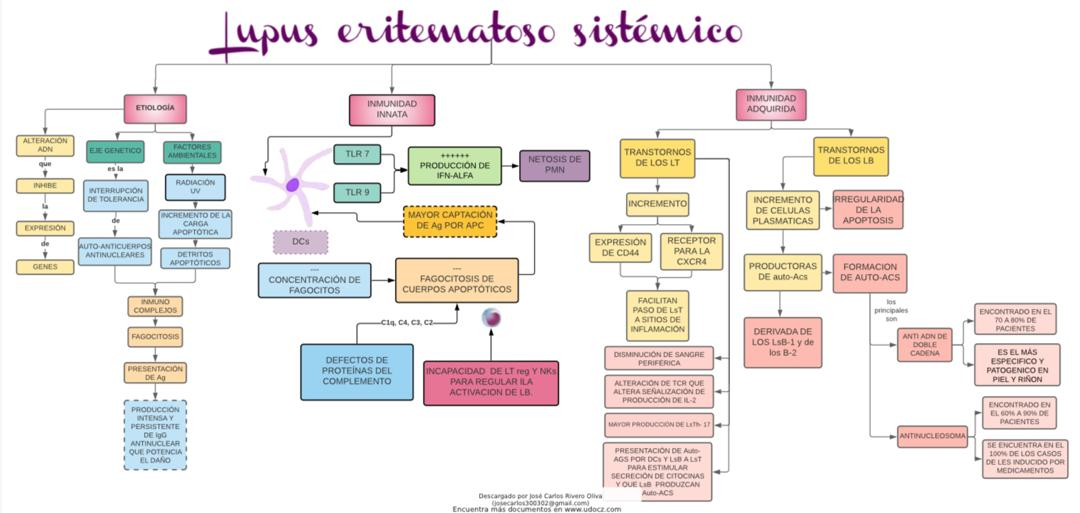 Lupus eritematoso sistémico
ETIOLOGÍA
ALTERACIÓN
ADN
que
INHIBE
la
EXPRESIÓN
de
GENES
EJE GENETICO
es la
INTERRUPCIÓN
DE TOLERANCIA
de
AUTO-ANTICUERPOS
ANTINUCLEARES
FACTORES
AMBIENTALES
RADIACIÓN
UV
INCREMENTO DE LA
CARGA
APOPTÓTICA
DETRITOS
APOPTÓTICOS
INMUNO
COMPLEJOS
FAGOCITOSIS
PRESENTACIÓN
DE Ag
PRODUCCIÓN
INTENSA Y
PERSISTENTE
DE IgG
ANTINUCLEAR
QUE POTENCIA
EL DAÑO
INMUNIDAD
INNATA
TLR 7
TLR 9
++++++
PRODUCCIÓN DE
IFN-ALFA
NETOSIS DE
PMN
MAYOR CAPTACIÓN
DE Ag POR APC
DCs
---
CONCENTRACIÓN DE
FAGOCITOS
---
FAGOCITOSIS DE
CUERPOS APOPTÓTICOS
C1q, C4, C3, C2
DEFECTOS DE
PROTEÍNAS DEL
COMPLEMENTO
INCAPACIDAD DE LT reg Y NKs
PARA REGULAR lLA
ACTIVACION DE LB.
INMUNIDAD
ADQUIRIDA
TRANSTORNOS
DE LOS LT
INCREMENTO
EXPRESIÓN
DE CD44
RECEPTOR
PARA LA
CXCR4
FACILITAN
PASO DE LsT
A SITIOS DE
INFLAMACIÓN
DISMINUCIÓN DE SANGRE
PERIFÉRICA
ALTERACIÓN DE TCR QUE
ALTERA SEÑALIZACIÓN DE
PRODUCCIÓN DE IL-2
MAYOR PRODUCCIÓN DE LsTh- 17
PRESENTACIÓN DE Auto-
AGS POR DCs Y LsB A LsT
PARA ESTIMULAR
SECRECIÓN DE CITOCINAS
Y QUE LsB PRODUZCAN
Auto-ACS
TRANSTORNOS
DE LOS LB
INCREMENTO
DE CELULAS
PLASMATICAS
IRREGULARIDAD
DE LA
APOPTOSIS
PRODUCTORAS
DE auto-Acs
FORMACION
DE AUTO-ACS
DERIVADA DE
LOS LsB-1 y de
los B-2
los
principales
son
ANTI ADN DE
DOBLE
CADENA
ENCONTRADO EN EL
70 A 80% DE
PACIENTES
ES EL MÁS
ESPECIFICO Y
PATOGENICO EN
PIEL Y RIÑON
ANTINUCLEOSOMA
ENCONTRADO EN
EL 60% A 90% DE
PACIENTES
SE ENCUENTRA EN EL
100% DE LOS CASOS
DE LES INDUCIDO POR
MEDICAMENTOS
Descargado por José Carlos Rivero Oliva
(josecarlos300302@gmail.com)
Encuentra más documentos en www.udocz.com